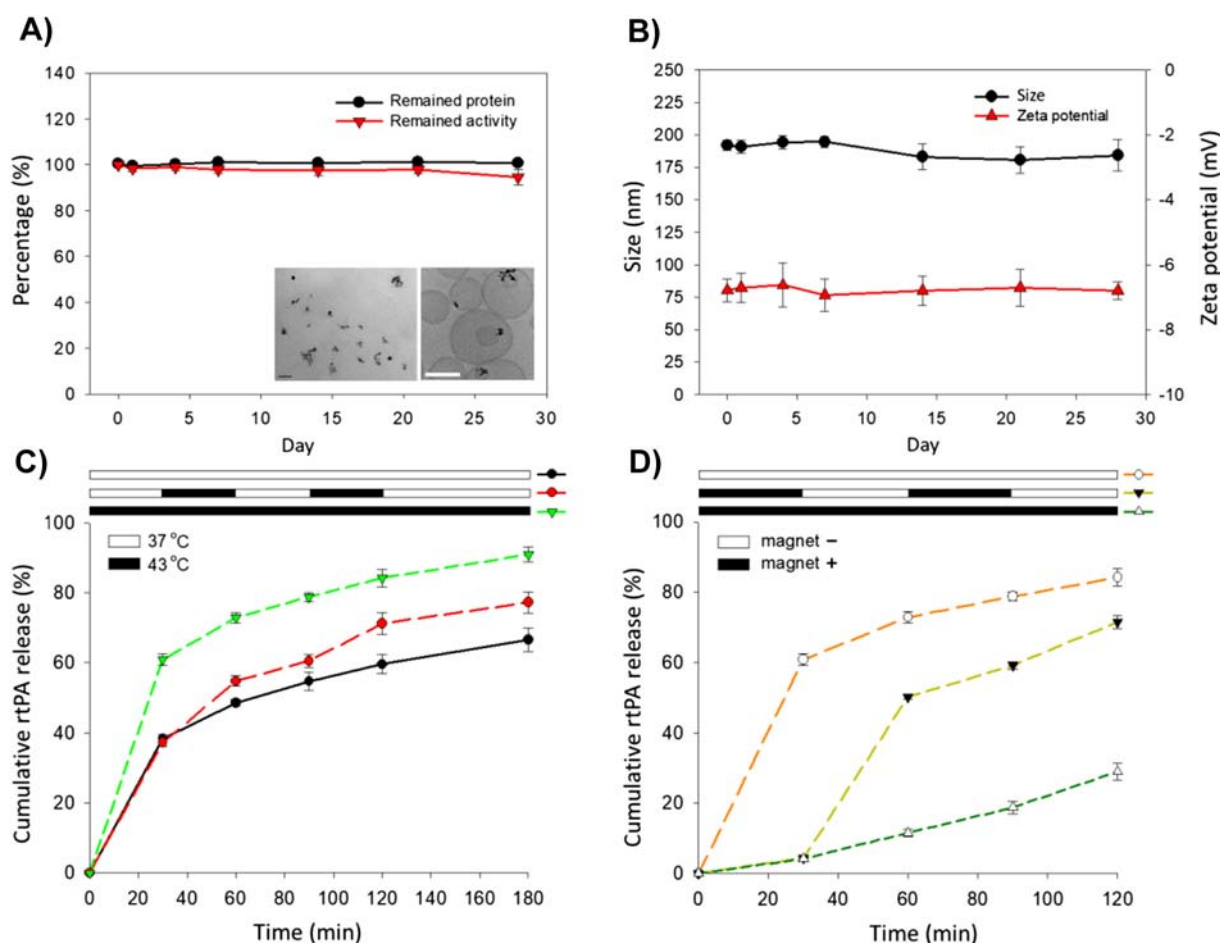 A)
140
120
100
80
60
40
20
0
Percentage (%)
Remained protein
Remained activity
0 5 10 15 20 25 30
Day
B)
250
225
200
175
150
125
100
75
50
25
0
Size (nm)
Size
Zeta potential
0
-2
-4
-6
-8
-10
Zeta potential (mV)
0 5 10 15 20 25 30
Day
C)
37 °C
43 °C
100
80
60
40
20
0
Cumulative rtPA release (%)
0 20 40 60 80 100 120 140 160 180
Time (min)
D)
magnet −
magnet +
100
80
60
40
20
0
Cumulative rtPA release (%)
0 20 40 60 80 100 120
Time (min)